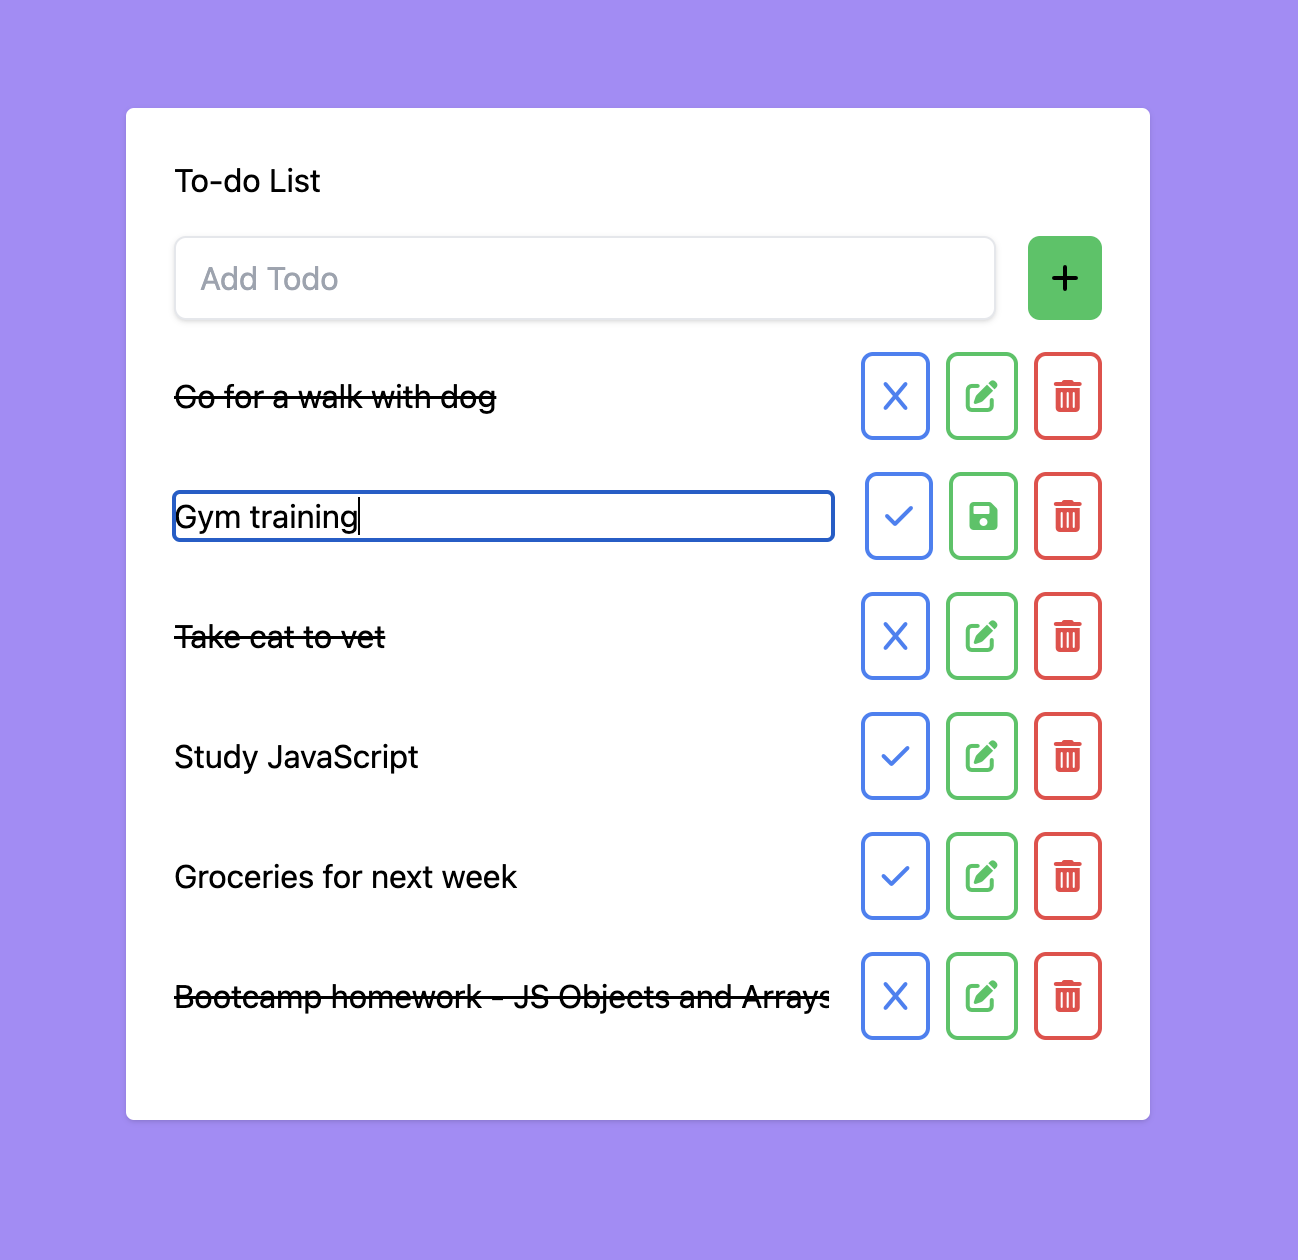 To-do List
Add Todo
Go for a walk with dog
Gym training
Take cat to vet
Study JavaScript
Groceries for next week
Bootcamp homework - JS Objects and Arrays